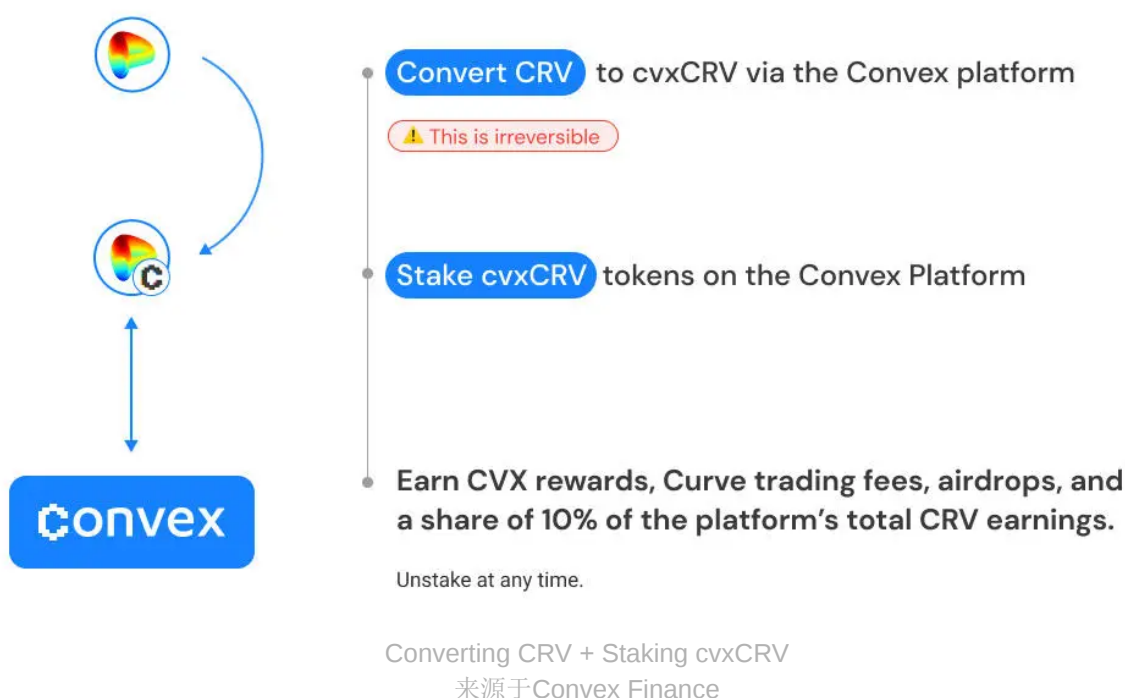 Convert CRV to cvxCRV via the Convex platform
⚠ This is irreversible
Stake cvxCRV tokens on the Convex Platform
Earn CVX rewards, Curve trading fees, airdrops, and
a share of 10% of the platform’s total CRV earnings.
Convex
Unstake at any time.
Converting CRV + Staking cvxCRV
来源于Convex Finance